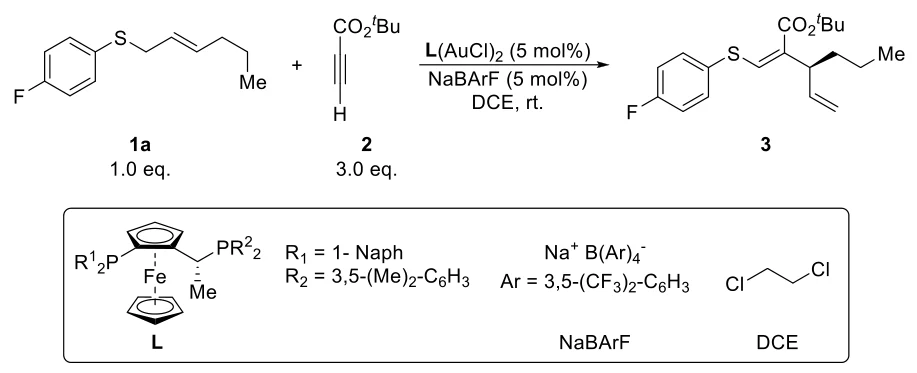 CO₂ᵗBu
S
F
Me
+
H
L(AuCl)₂ (5 mol%)
NaBArF (5 mol%)
DCE, rt.
CO₂ᵗBu
S
F
Me
1a
1.0 eq.
2
3.0 eq.
3
R¹₂P
PR²₂
Fe
Me
L
R₁ = 1- Naph
R₂ = 3,5-(Me)₂-C₆H₃
Na⁺ B(Ar)₄⁻
Ar = 3,5-(CF₃)₂-C₆H₃
NaBArF
Cl
Cl
DCE